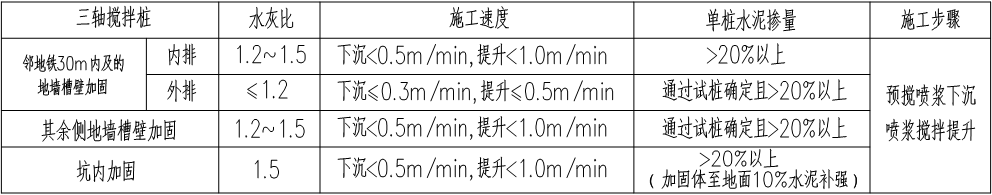 三轴搅拌桩 水灰比 施工速度 单桩水泥掺量 施工步骤
邻地铁30m内及的
地墙槽壁加固
内排 1.2~1.5 下沉<0.5m/min,提升<1.0m/min >20%以上
外排 ≤1.2 下沉≤0.3m/min,提升≤0.5m/min 通过试桩确定且>20%以上
其余侧地墙槽壁加固 1.2~1.5 下沉<0.5m/min,提升<1.0m/min 通过试桩确定且>20%以上
坑内加固 1.5 下沉<0.5m/min,提升<1.0m/min >20%以上
(加固体至地面10%水泥补强)
预搅喷浆下沉
喷浆搅拌提升